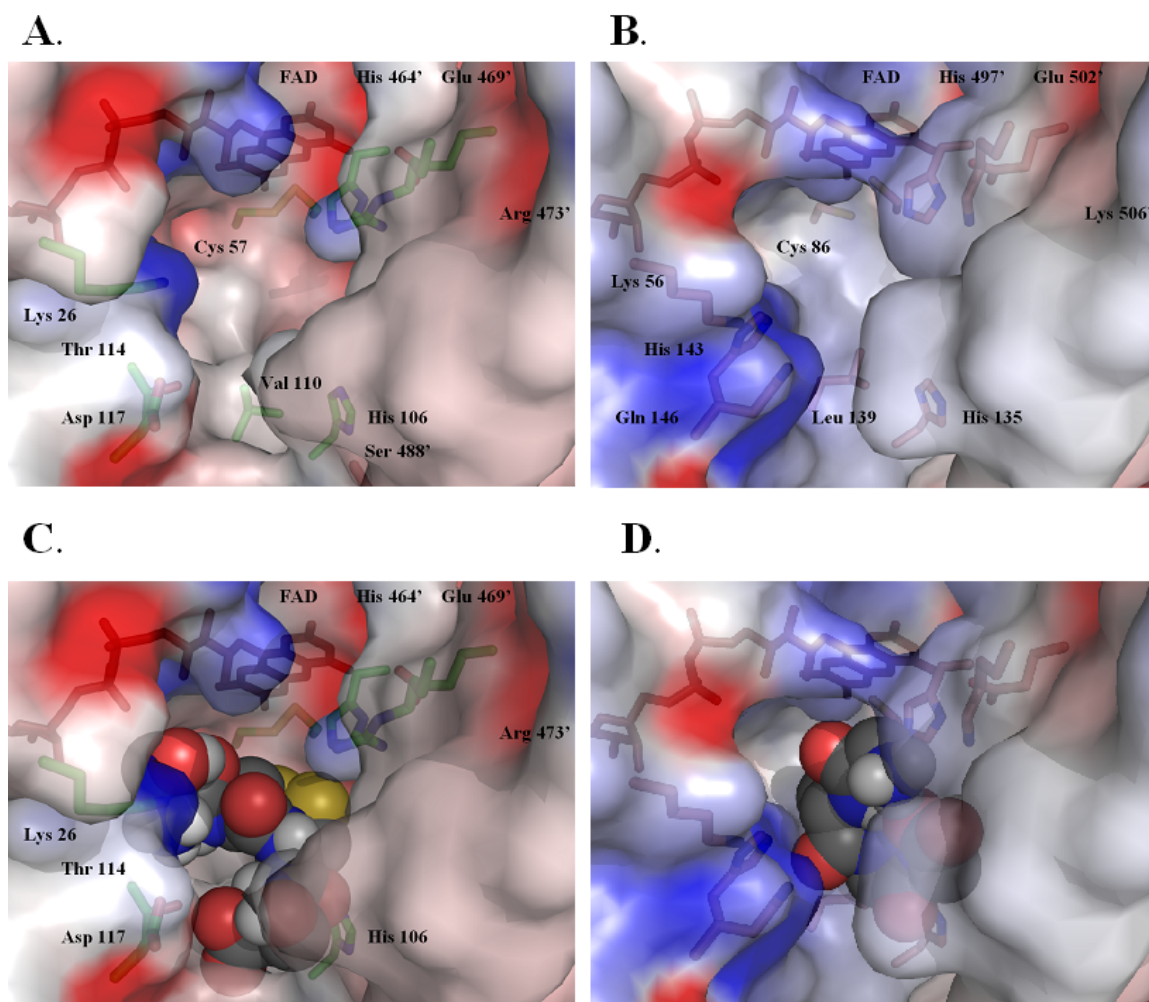 A. B.
FAD His 464’ Glu 469’ FAD His 497’ Glu 502’
Arg 473’ Lys 506’
Cys 57 Cys 86
Lys 26 Lys 56
Thr 114 His 143
Val 110
Asp 117 His 106 Gln 146 Leu 139 His 135
Ser 488’
C. D.
FAD His 464’ Glu 469’
Arg 473’
Lys 26
Thr 114
Asp 117 His 106